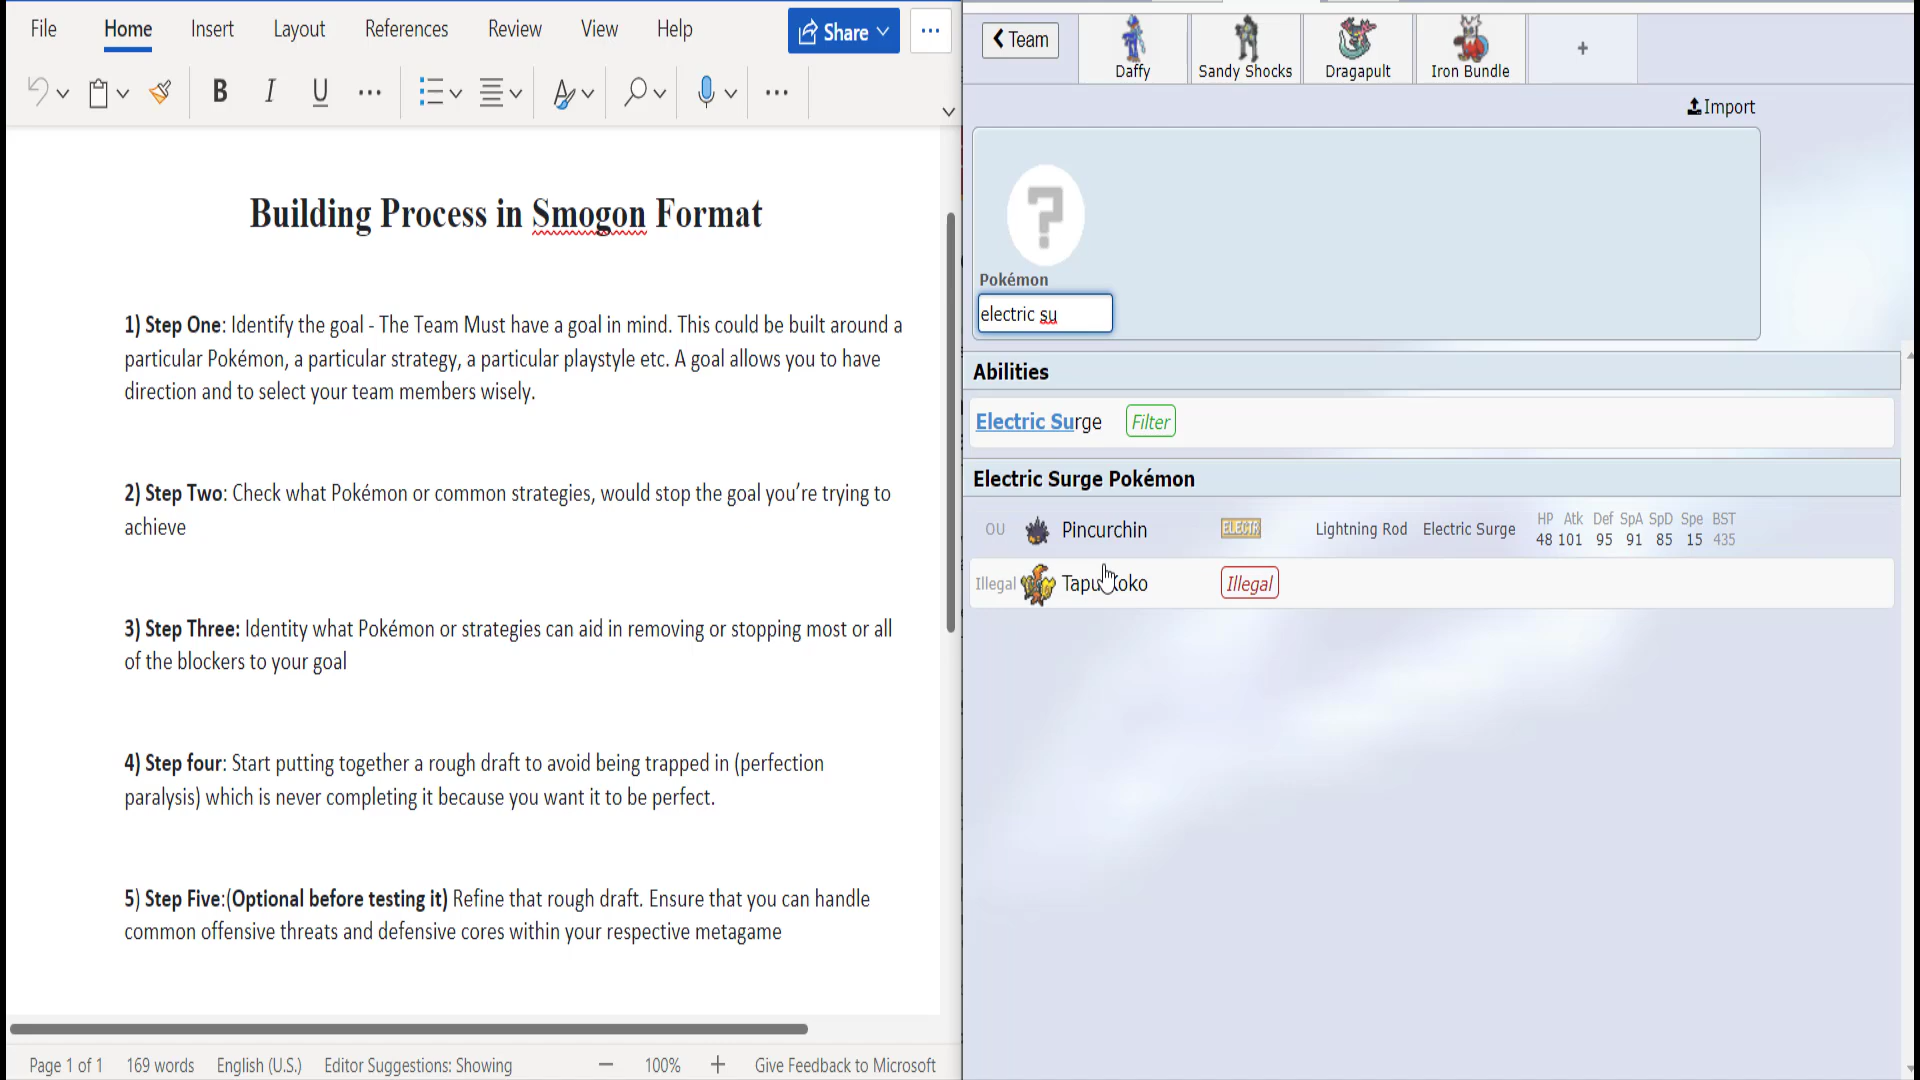 File Home Insert Layout References Review View Help Share
Building Process in Smogon Format
1) Step One: Identify the goal - The Team Must have a goal in mind. This could be built around a
particular Pokémon, a particular strategy, a particular playstyle etc. A goal allows you to have
direction and to select your team members wisely.
2) Step Two: Check what Pokémon or common strategies, would stop the goal you're trying to
achieve
3) Step Three: Identity what Pokémon or strategies can aid in removing or stopping most or all
of the blockers to your goal
4) Step four: Start putting together a rough draft to avoid being trapped in (perfection
paralysis) which is never completing it because you want it to be perfect.
5) Step Five:(Optional before testing it) Refine that rough draft. Ensure that you can handle
common offensive threats and defensive cores within your respective metagame
Page 1 of 1 169 words English (U.S.) Editor Suggestions: Showing 100% Give Feedback to Microsoft
Team
Daffy Sandy Shocks Dragapult Iron Bundle +
Import
Pokémon
electric su
Abilities
Electric Surge Filter
Electric Surge Pokémon
HP Atk Def SpA SpD Spe BST
OU Pincurchin ELECTR Lightning Rod Electric Surge 48 101 95 91 85 15 435
Illegal Tapu Koko Illegal